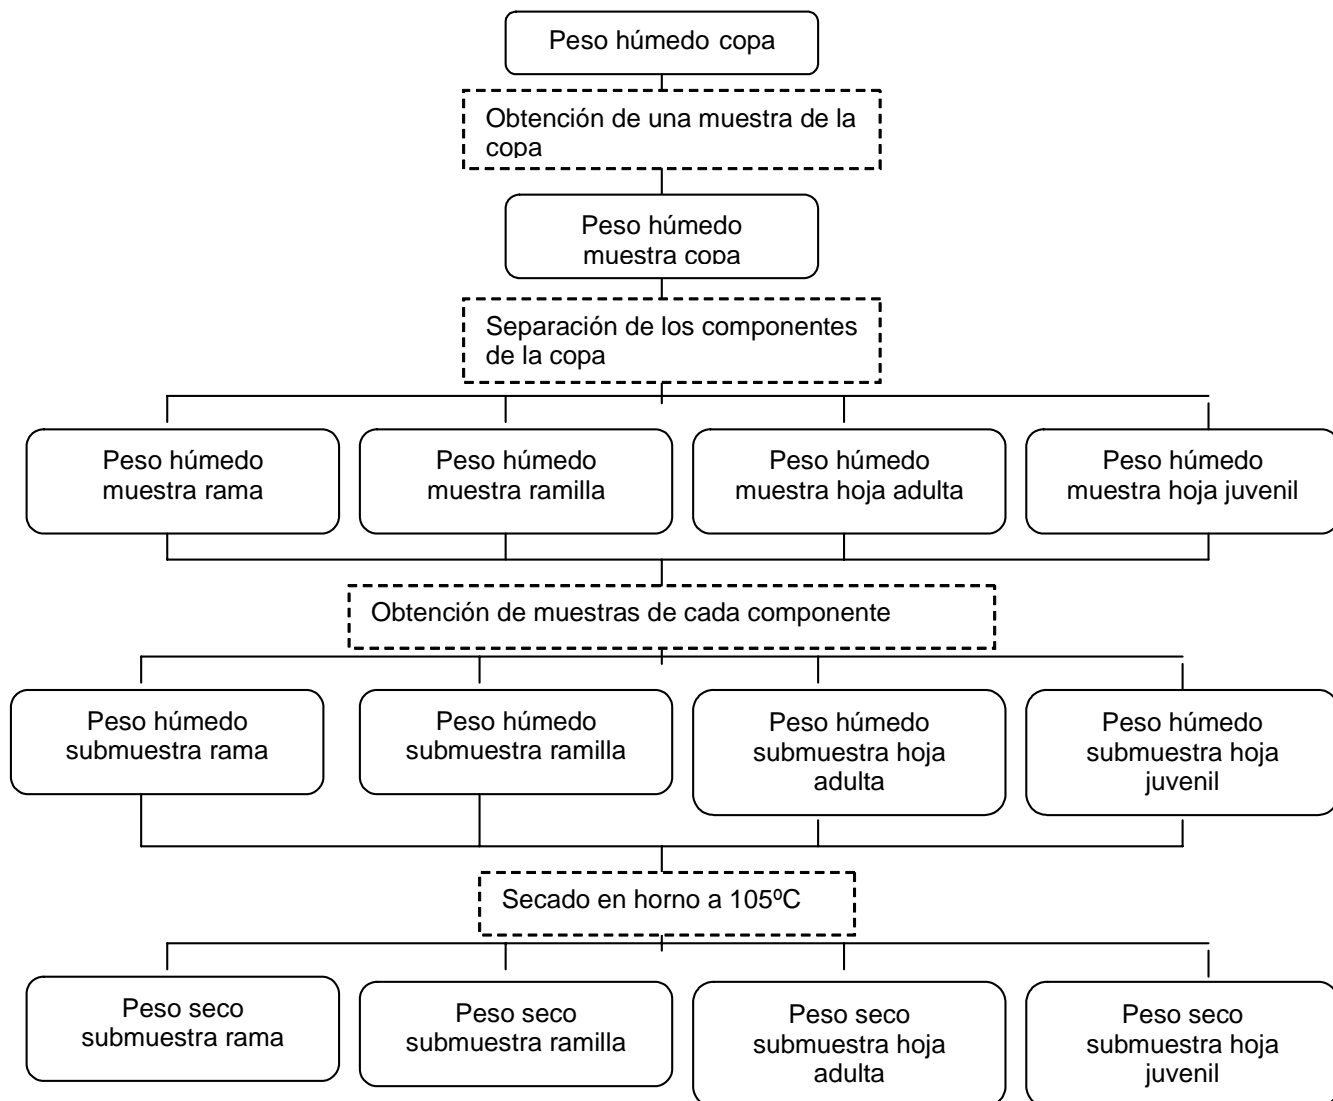 Peso húmedo copa
Obtención de una muestra de la
copa
Peso húmedo
muestra copa
Separación de los componentes
de la copa
Peso húmedo
muestra rama
Peso húmedo
muestra ramilla
Peso húmedo
muestra hoja adulta
Peso húmedo
muestra hoja juvenil
Obtención de muestras de cada componente
Peso húmedo
submuestra rama
Peso húmedo
submuestra ramilla
Peso húmedo
submuestra hoja
adulta
Peso húmedo
submuestra hoja
juvenil
Secado en horno a 105ºC
Peso seco
submuestra rama
Peso seco
submuestra ramilla
Peso seco
submuestra hoja
adulta
Peso seco
submuestra hoja
juvenil